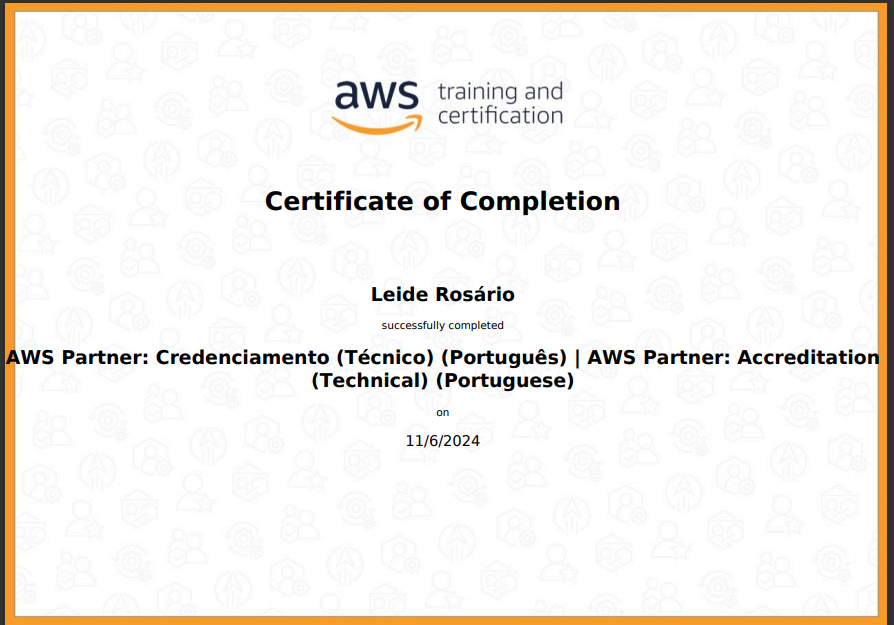 aws training and
certification
Certificate of Completion
Leide Rosário
successfully completed
AWS Partner: Credenciamento (Técnico) (Português) | AWS Partner: Accreditation
(Technical) (Portuguese)
on
11/6/2024